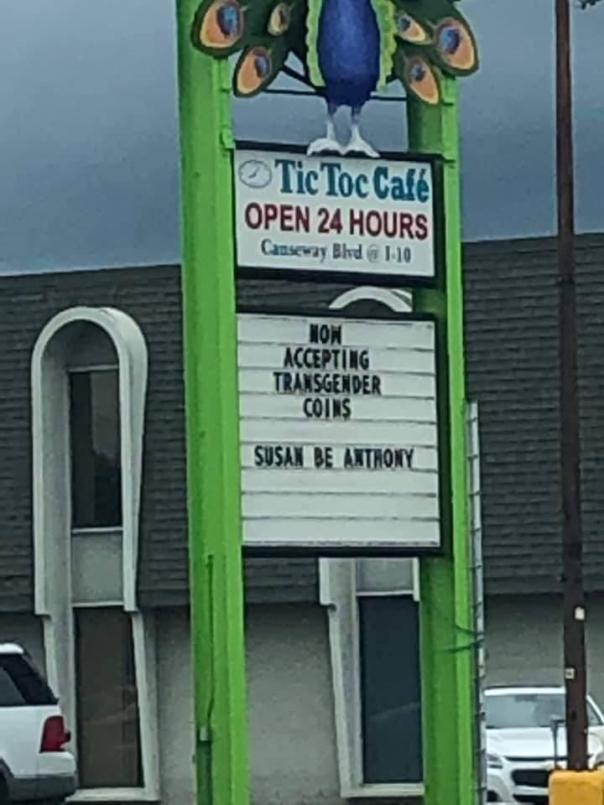 Tic Toc Café
OPEN 24 HOURS
Causeway Blvd @ I-10
NOW
ACCEPTING
TRANSGENDER
COINS
SUSAN BE ANTHONY